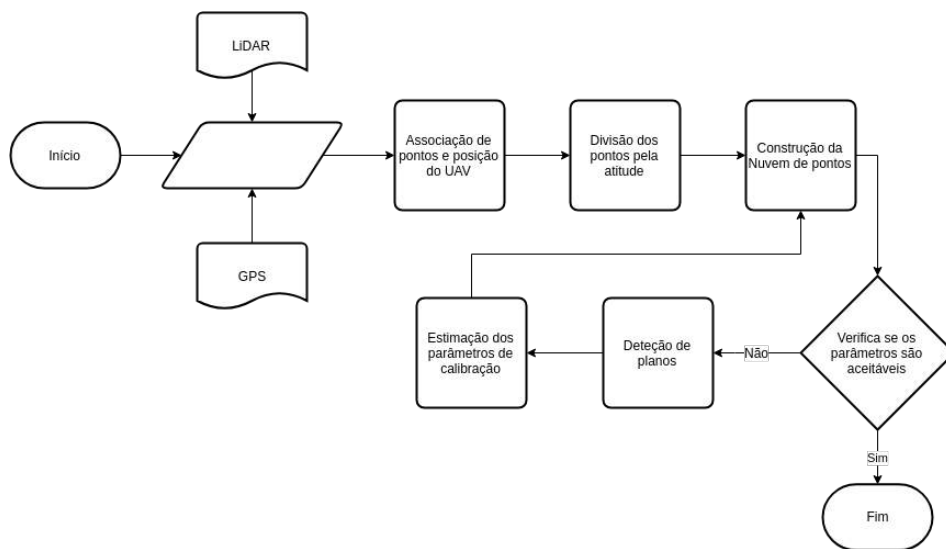 LiDAR
Início
GPS
Associação de
pontos e posição
do UAV
Divisão dos
pontos pela
atitude
Construção da
Nuvem de pontos
Verifica se os
parâmetros são
aceitáveis
Não
Deteção de
planos
Estimação dos
parâmetros de
calibração
Sim
Fim